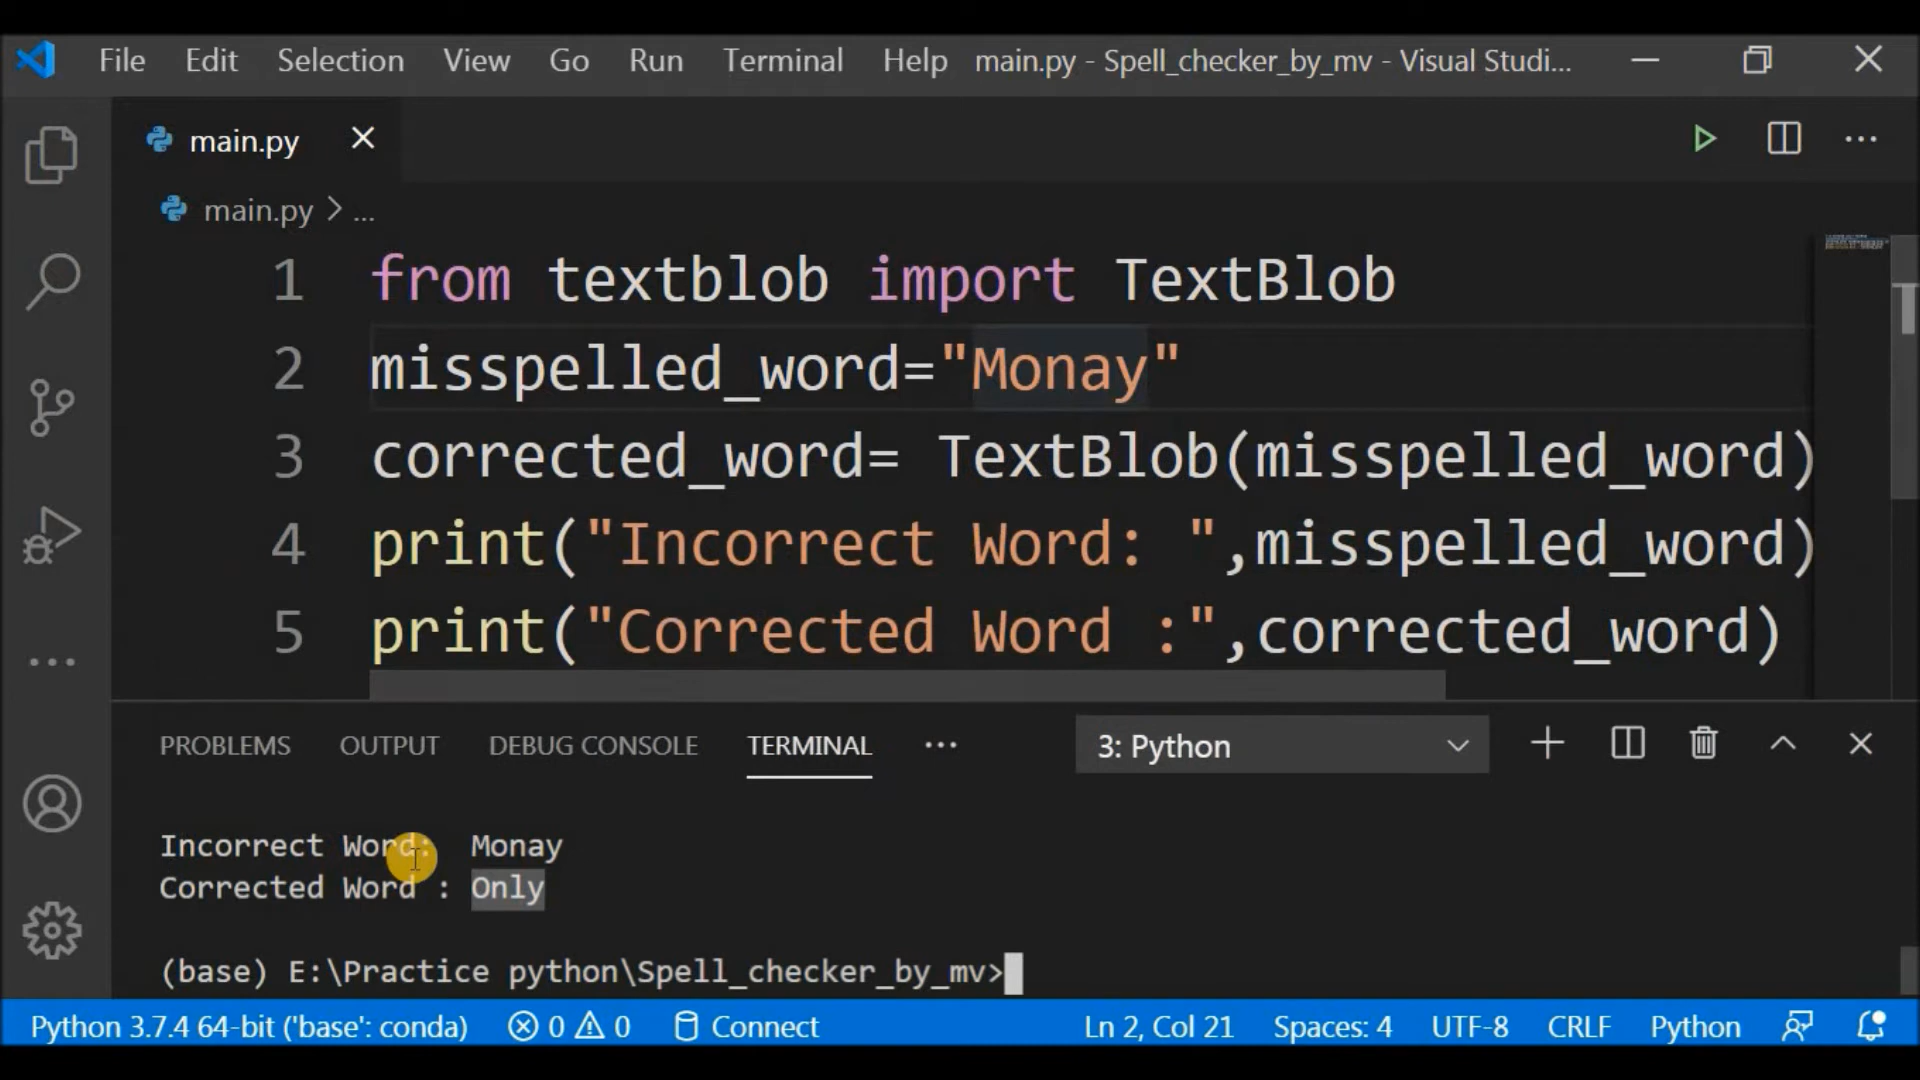 File Edit Selection View Go Run Terminal Help main.py - Spell_checker_by_mv - Visual Studi...
main.py
main.py > ...
1 from textblob import TextBlob
2 misspelled_word="Monay"
3 corrected_word= TextBlob(misspelled_word)
4 print("Incorrect Word: ",misspelled_word)
5 print("Corrected Word :",corrected_word)
PROBLEMS OUTPUT DEBUG CONSOLE TERMINAL ... 3: Python
Incorrect Word: Monay
Corrected Word : Only
(base) E:\Practice python\Spell_checker_by_mv>
Python 3.7.4 64-bit ('base': conda) 0 0 Connect Ln 2, Col 21 Spaces: 4 UTF-8 CRLF Python